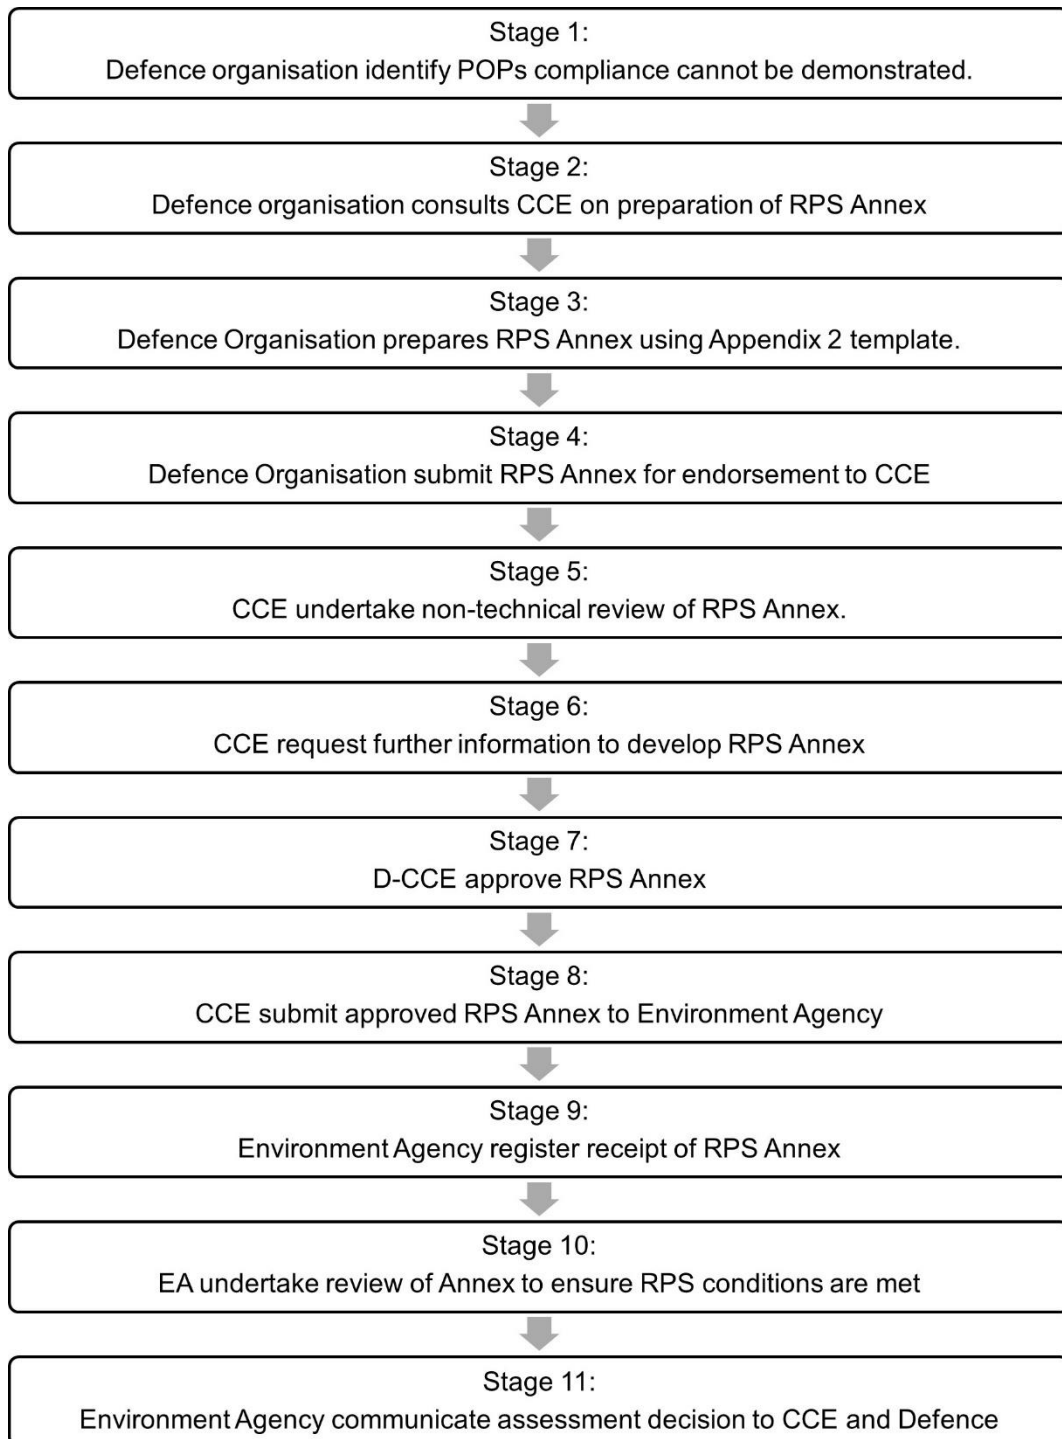 Stage 1:
Defence organisation identify POPs compliance cannot be demonstrated.
Stage 2:
Defence organisation consults CCE on preparation of RPS Annex
Stage 3:
Defence Organisation prepares RPS Annex using Appendix 2 template.
Stage 4:
Defence Organisation submit RPS Annex for endorsement to CCE
Stage 5:
CCE undertake non-technical review of RPS Annex.
Stage 6:
CCE request further information to develop RPS Annex
Stage 7:
D-CCE approve RPS Annex
Stage 8:
CCE submit approved RPS Annex to Environment Agency
Stage 9:
Environment Agency register receipt of RPS Annex
Stage 10:
EA undertake review of Annex to ensure RPS conditions are met
Stage 11:
Environment Agency communicate assessment decision to CCE and Defence